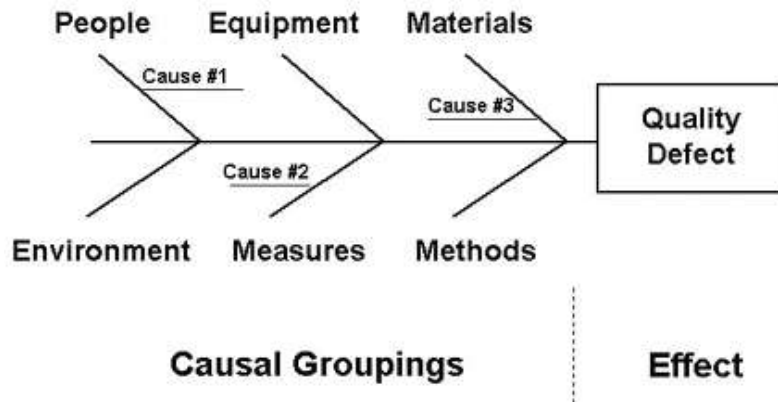 People Equipment Materials
Cause #1
Cause #3
Quality
Defect
Cause #2
Environment Measures Methods
Causal Groupings Effect